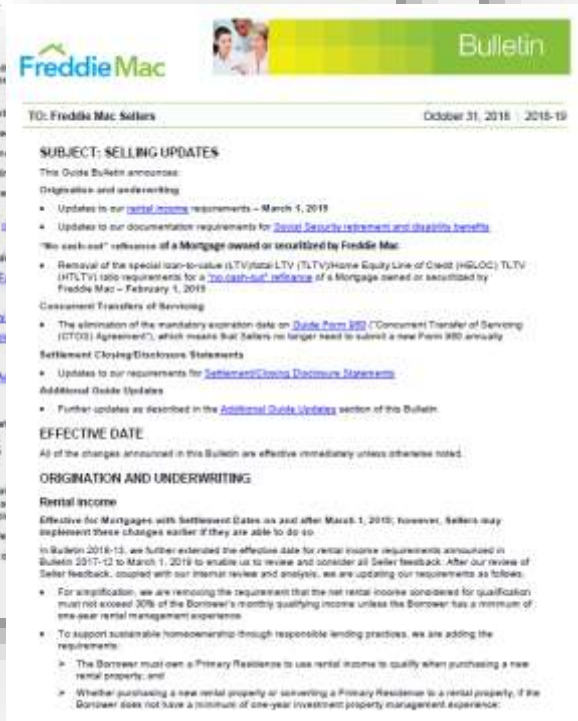 FreddieMac
Bulletin
TO: Freddie Mac Sellers
October 31, 2018 | 2018-19
SUBJECT: SELLING UPDATES
This Guide Bulletin announces:
Origination and underwriting
• Updates to our rental income requirements – March 1, 2019
• Updates to our documentation requirements for Social Security retirement and disability benefits
"No cash-out" refinance of a Mortgage owned or securitized by Freddie Mac
• Removal of the special loan-to-value (LTV)/total LTV (TLTV)/Home Equity Line of Credit (HELOC) TLTV
(HTLTV) ratio requirements for a "no cash-out" refinance of a Mortgage owned or securitized by
Freddie Mac – February 1, 2019
Concurrent Transfers of Servicing
• The elimination of the mandatory expiration date on Guide Form 960 ("Concurrent Transfer of Servicing
(CTOS) Agreement"), which means that Sellers no longer need to submit a new Form 960 annually
Settlement Closing/Disclosure Statements
• Updates to our requirements for Settlement/Closing Disclosure Statements
Additional Guide Updates
• Further updates as described in the Additional Guide Updates section of this Bulletin
EFFECTIVE DATE
All of the changes announced in this Bulletin are effective immediately unless otherwise noted.
ORIGINATION AND UNDERWRITING
Rental income
Effective for Mortgages with Settlement Dates on and after March 1, 2019; however, Sellers may
implement these changes earlier if they are able to do so
In Bulletin 2018-13, we further extended the effective date for rental income requirements announced in
Bulletin 2017-12 to March 1, 2019 to enable us to review and consider all Seller feedback. After our review of
Seller feedback, coupled with our internal review and analysis, we are updating our requirements as follows:
• For simplification, we are removing the requirement that the net rental income considered for qualification
must not exceed 30% of the Borrower's monthly qualifying income unless the Borrower has a minimum of
one-year rental management experience
• To support sustainable homeownership through responsible lending practices, we are adding the
requirements:
➢ The Borrower must own a Primary Residence to use rental income to qualify when purchasing a new
rental property; and
➢ Whether purchasing a new rental property or converting a Primary Residence to a rental property, if the
Borrower does not have a minimum of one-year investment property management experience: